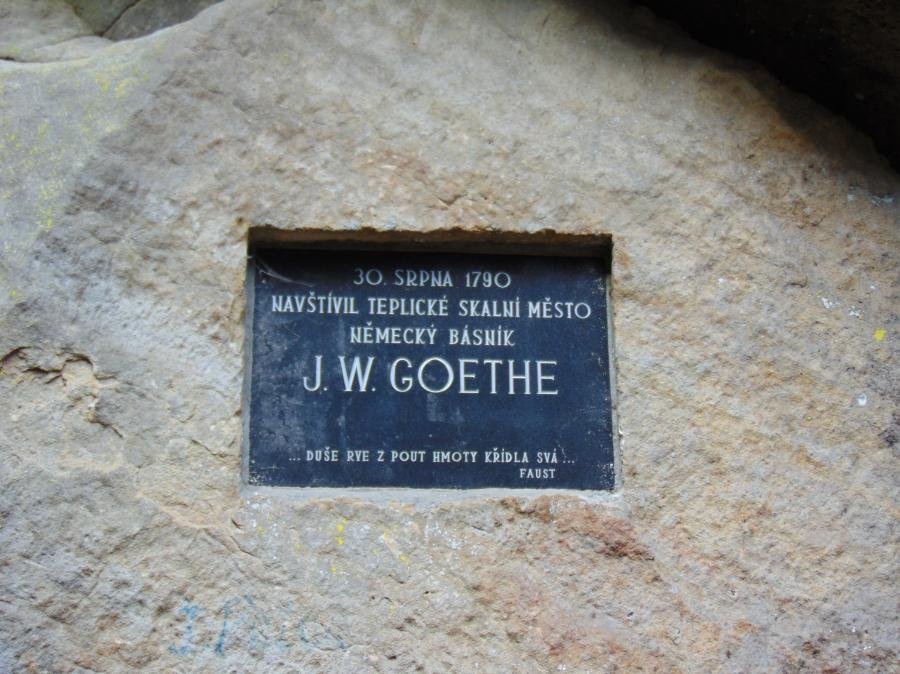 30. SRPNA 1790
NAVŠTÍVIL TEPLICKÉ SKALNÍ MĚSTO
NĚMECKÝ BÁSNÍK
J. W. GOETHE
... DUŠE RVE Z POUT HMOTY KŘÍDLA SVÁ ...
FAUST